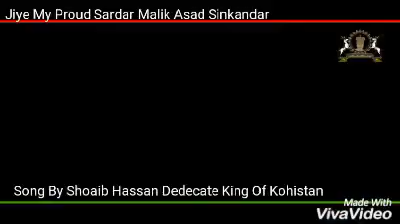 Jiye My Proud Sardar Malik Asad Sinkandar
Song By Shoaib Hassan Dedecate King Of Kohistan
Made With
VivaVideo